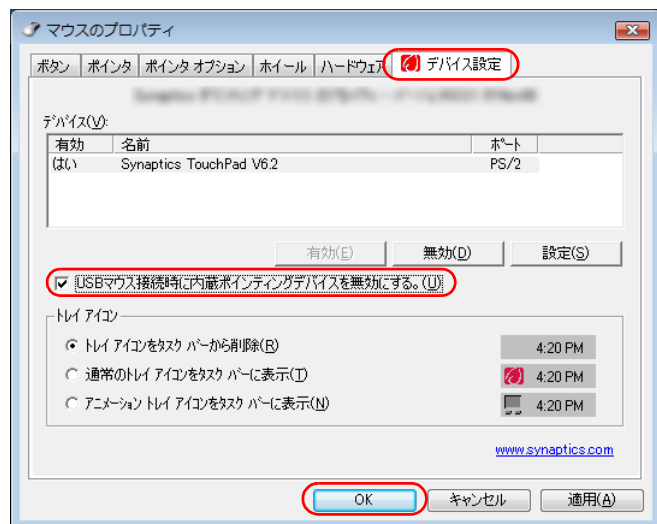 マウスのプロパティ
ボタン ポインタ ポインタ オプション ホイール ハードウェア デバイス設定
デバイス(V):
有効 名前 ポート
はい Synaptics TouchPad V6.2 PS/2
有効(E) 無効(D) 設定(S)
USBマウス接続時に内蔵ポインティングデバイスを無効にする。(U)
トレイ アイコン
トレイ アイコンをタスク バーから削除(R) 4:20 PM
通常のトレイ アイコンをタスク バーに表示(T) 4:20 PM
アニメーション トレイ アイコンをタスク バーに表示(N) 4:20 PM
www.synaptics.com
OK キャンセル 適用(A)